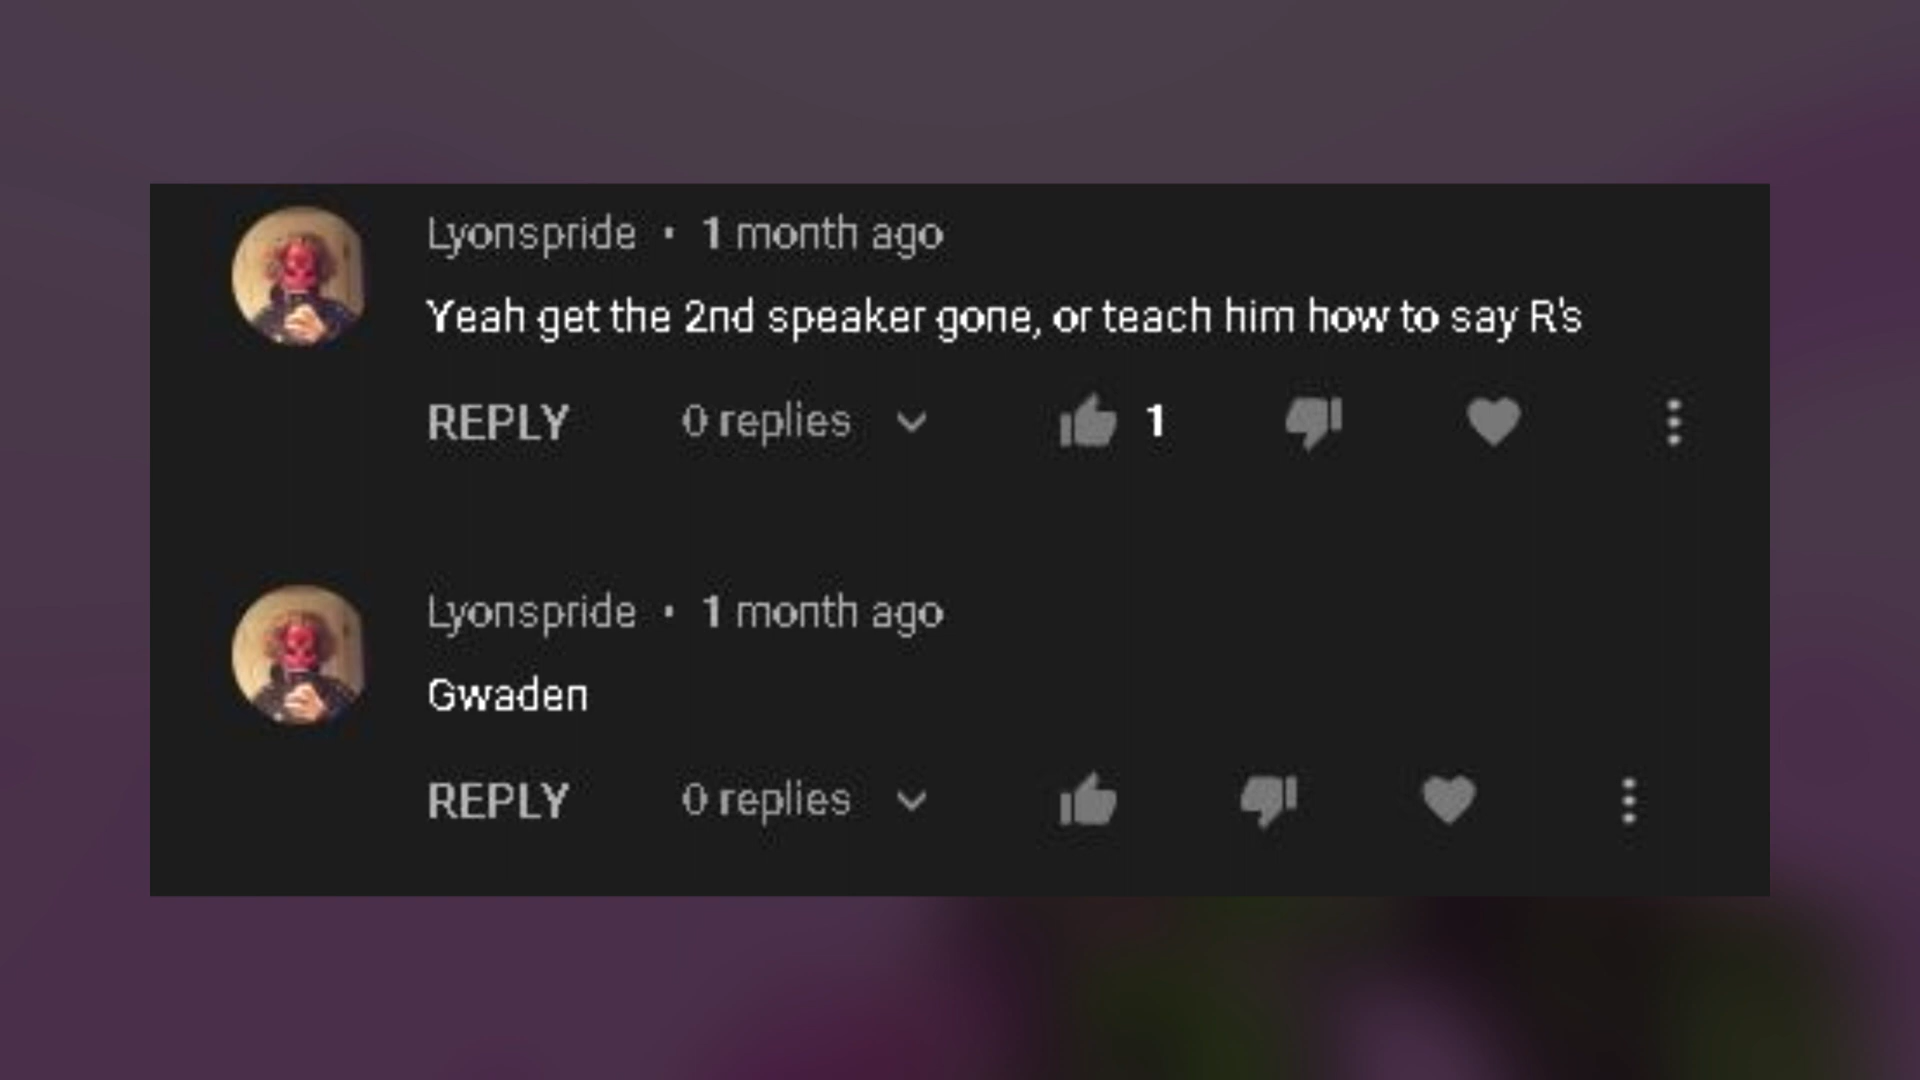 Lyonspride • 1 month ago
Yeah get the 2nd speaker gone, or teach him how to say R's
REPLY 0 replies 1
Lyonspride • 1 month ago
Gwaden
REPLY 0 replies